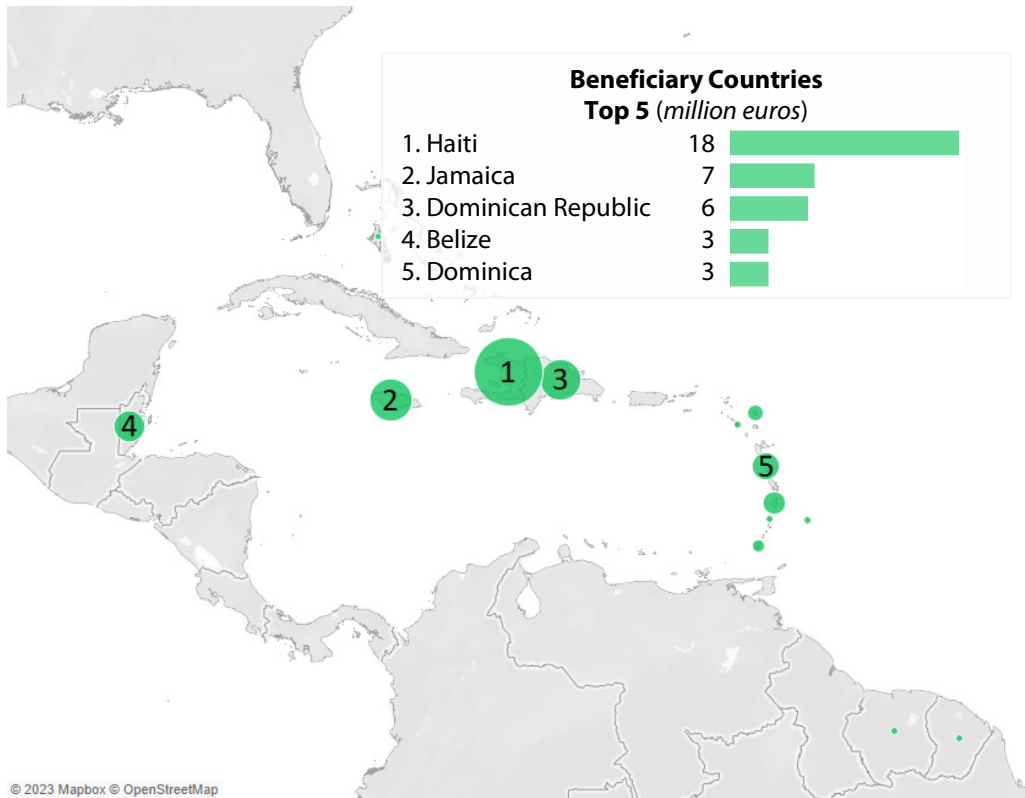 Beneficiary Countries
Top 5 (million euros)
1. Haiti 18
2. Jamaica 7
3. Dominican Republic 6
4. Belize 3
5. Dominica 3
1
3
2
4
5
© 2023 Mapbox © OpenStreetMap